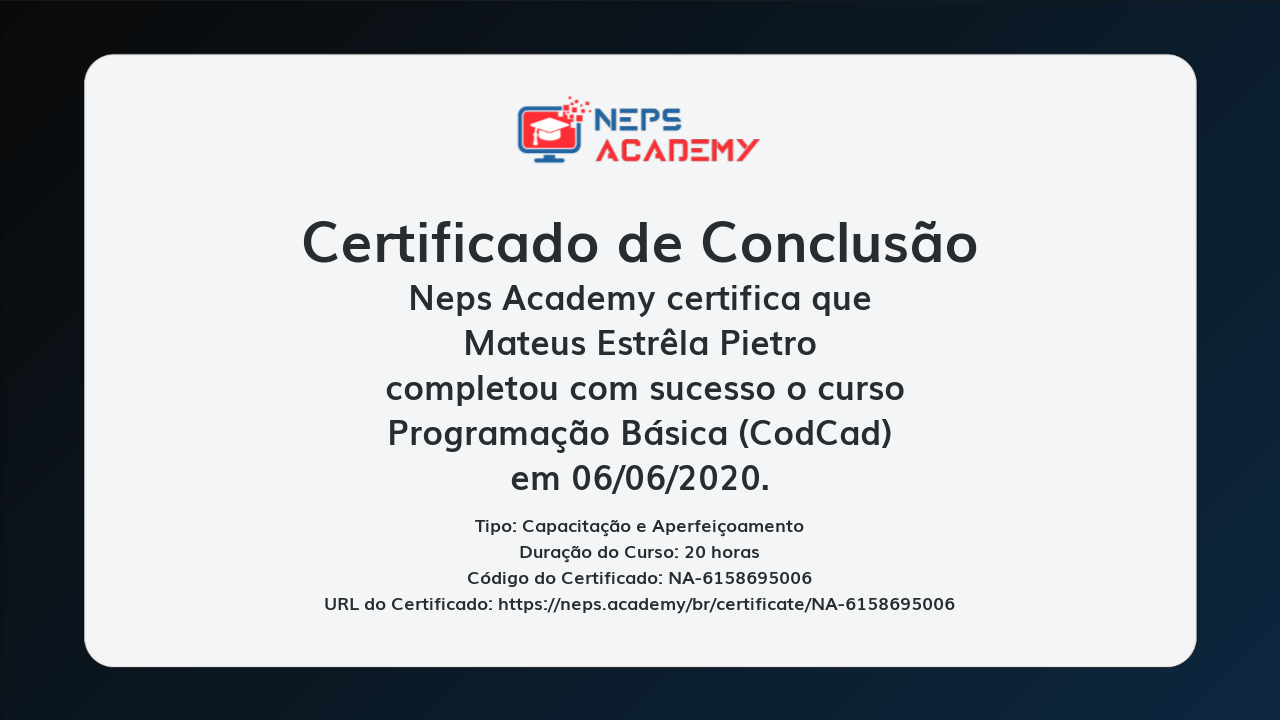 NEPS
ACADEMY
Certificado de Conclusão
Neps Academy certifica que
Mateus Estrêla Pietro
completou com sucesso o curso
Programação Básica (CodCad)
em 06/06/2020.
Tipo: Capacitação e Aperfeiçoamento
Duração do Curso: 20 horas
Código do Certificado: NA-6158695006
URL do Certificado: https://neps.academy/br/certificate/NA-6158695006